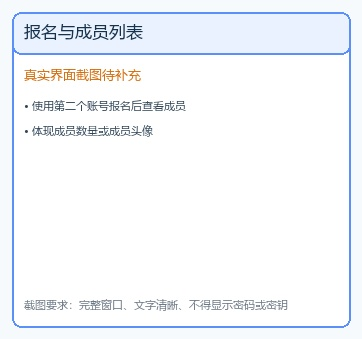 报名与成员列表
真实界面截图待补充
• 使用第二个账号报名后查看成员
• 体现成员数量或成员头像
截图要求：完整窗口、文字清晰、不得显示密码或密钥